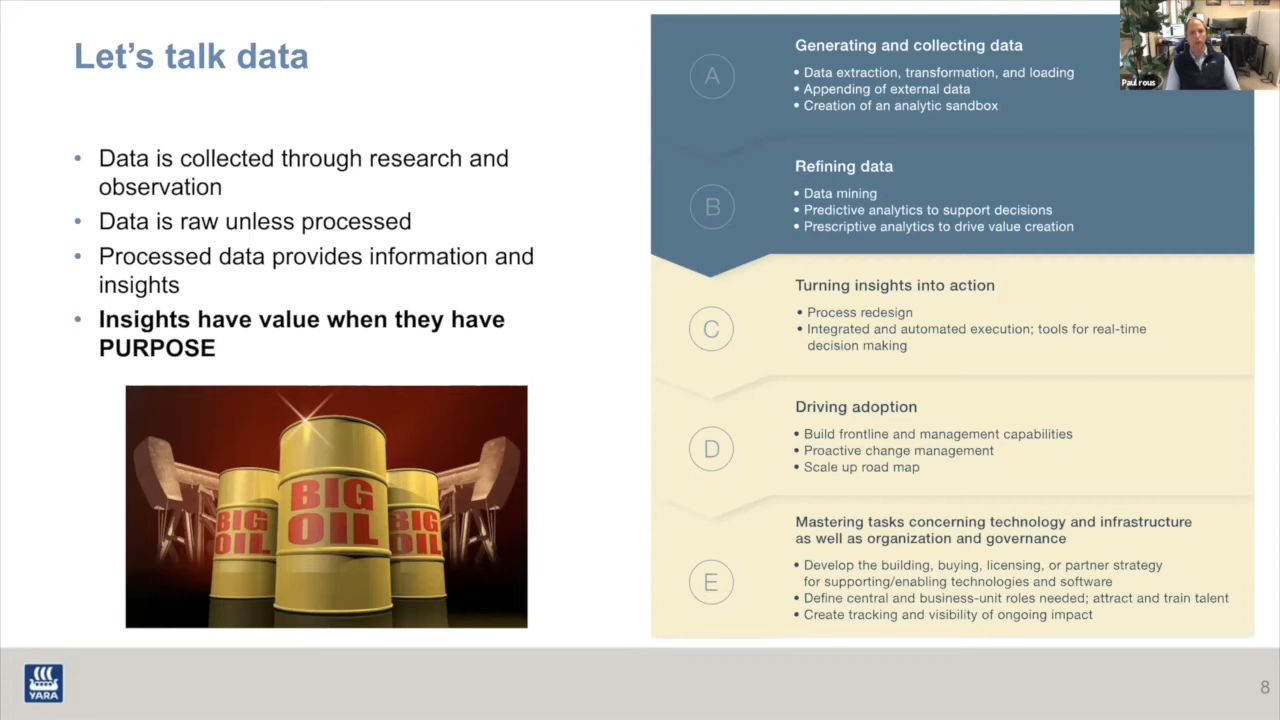 Let’s talk data
• Data is collected through research and
observation
• Data is raw unless processed
• Processed data provides information and
insights
• Insights have value when they have
PURPOSE
BIG
OIL
BIG
OIL
BIG
OIL
YARA
A
Generating and collecting data
• Data extraction, transformation, and loading
• Appending of external data
• Creation of an analytic sandbox
B
Refining data
• Data mining
• Predictive analytics to support decisions
• Prescriptive analytics to drive value creation
C
Turning insights into action
• Process redesign
• Integrated and automated execution; tools for real-time
decision making
D
Driving adoption
• Build frontline and management capabilities
• Proactive change management
• Scale up road map
E
Mastering tasks concerning technology and infrastructure
as well as organization and governance
• Develop the building, buying, licensing, or partner strategy
for supporting/enabling technologies and software
• Define central and business-unit roles needed; attract and train talent
• Create tracking and visibility of ongoing impact
Paul rous
8